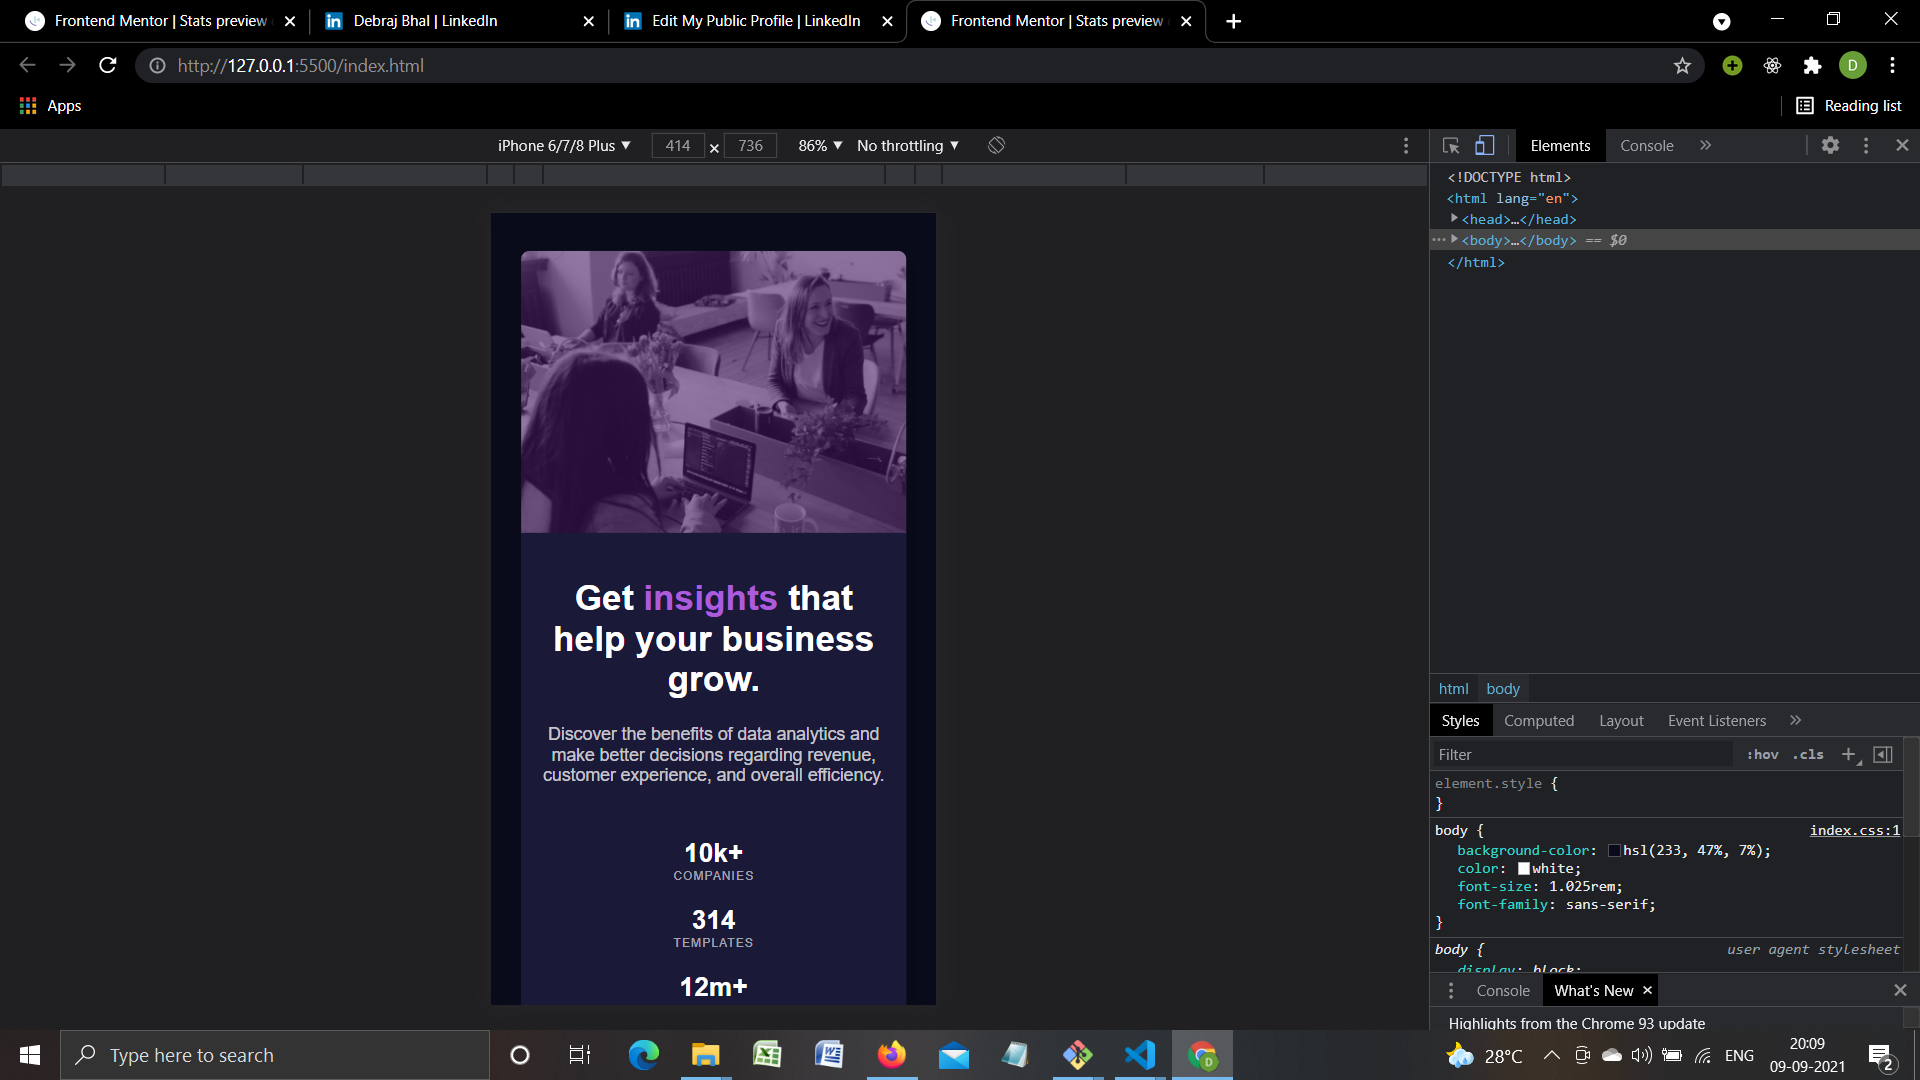 Frontend Mentor | Stats preview
Debraj Bhal | LinkedIn
Edit My Public Profile | LinkedIn
Frontend Mentor | Stats preview
http://127.0.0.1:5500/index.html
D
Apps
Reading list
iPhone 6/7/8 Plus ▼ 414 × 736 86% ▼ No throttling ▼
Elements
Console
<!DOCTYPE html>
<html lang="en">
<head>…</head>
<body>…</body> == $0
</html>
Get insights that
help your business
grow.
Discover the benefits of data analytics and
make better decisions regarding revenue,
customer experience, and overall efficiency.
10k+
COMPANIES
314
TEMPLATES
12m+
html body
Styles Computed Layout Event Listeners
Filter :hov .cls
element.style {
}
body { index.css:1
background-color: hsl(233, 47%, 7%);
color: white;
font-size: 1.025rem;
font-family: sans-serif;
}
body { user agent stylesheet
display: block;
Console What's New
Highlights from the Chrome 93 update
Type here to search
28°C
ENG
20:09
09-09-2021
2